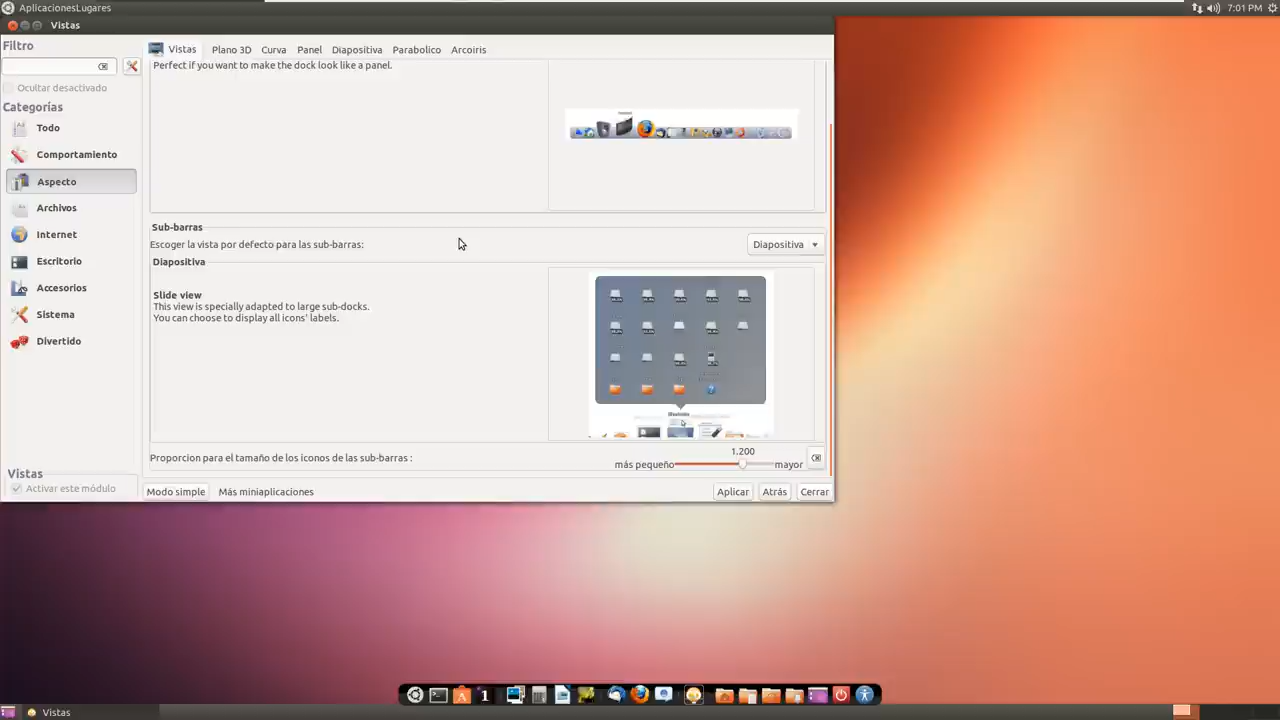 AplicacionesLugares
7:01 PM
Vistas
Filtro
Ocultar desactivado
Categorías
Todo
Comportamiento
Aspecto
Archivos
Internet
Escritorio
Accesorios
Sistema
Divertido
Vistas
Activar este módulo
Vistas Plano 3D Curva Panel Diapositiva Parabolico Arcoiris
Perfect if you want to make the dock look like a panel.
Sub-barras
Escoger la vista por defecto para las sub-barras:
Diapositiva
Diapositiva
Slide view
This view is specially adapted to large sub-docks.
You can choose to display all icons' labels.
Proporcion para el tamaño de los iconos de las sub-barras :
1.200
más pequeño mayor
Modo simple Más miniaplicaciones Aplicar Atrás Cerrar
1
Vistas